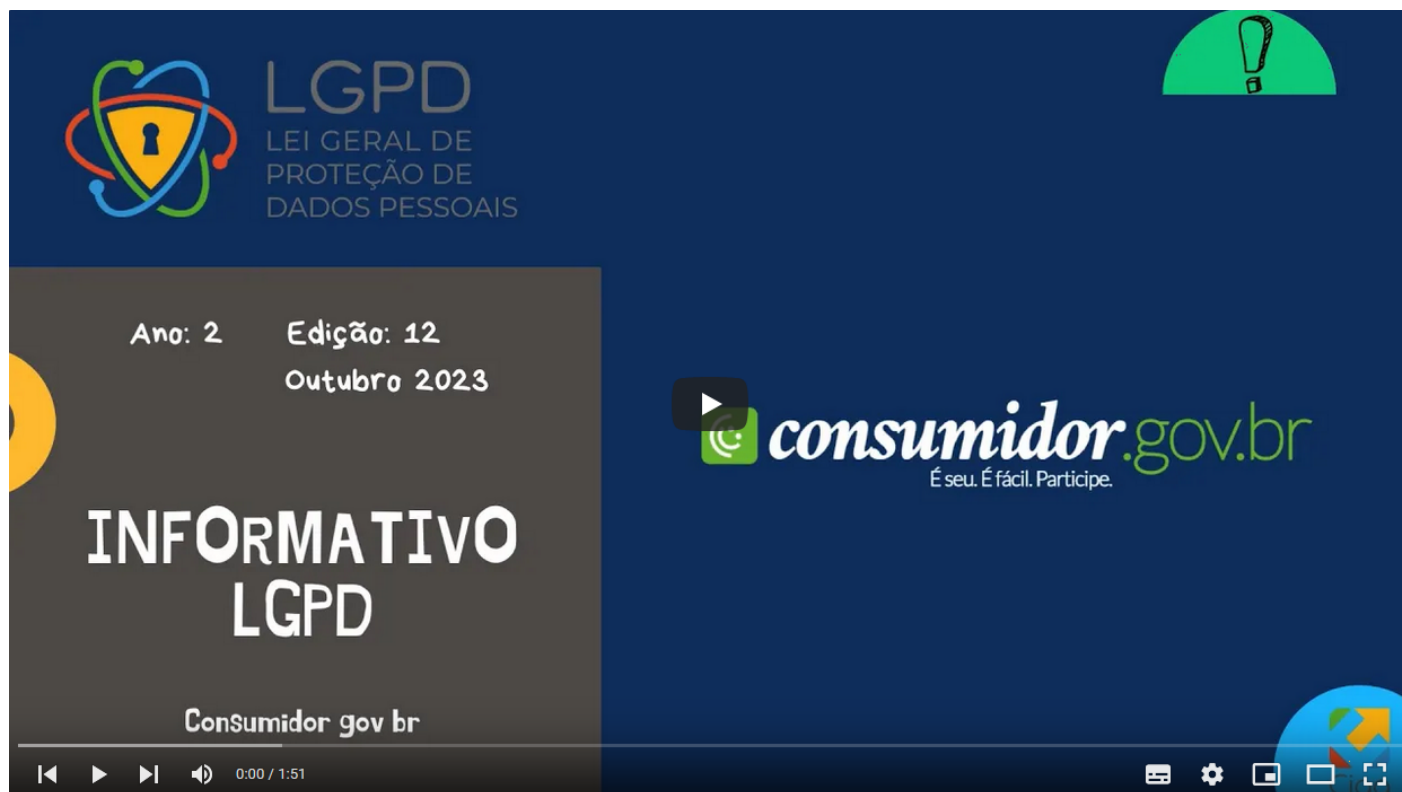 LGPD
LEI GERAL DE
PROTEÇÃO DE
DADOS PESSOAIS
Ano: 2 Edição: 12
Outubro 2023
INFORMATIVO
LGPD
Consumidor gov br
consumidor.gov.br
É seu. É fácil. Participe.
0:00 / 1:51